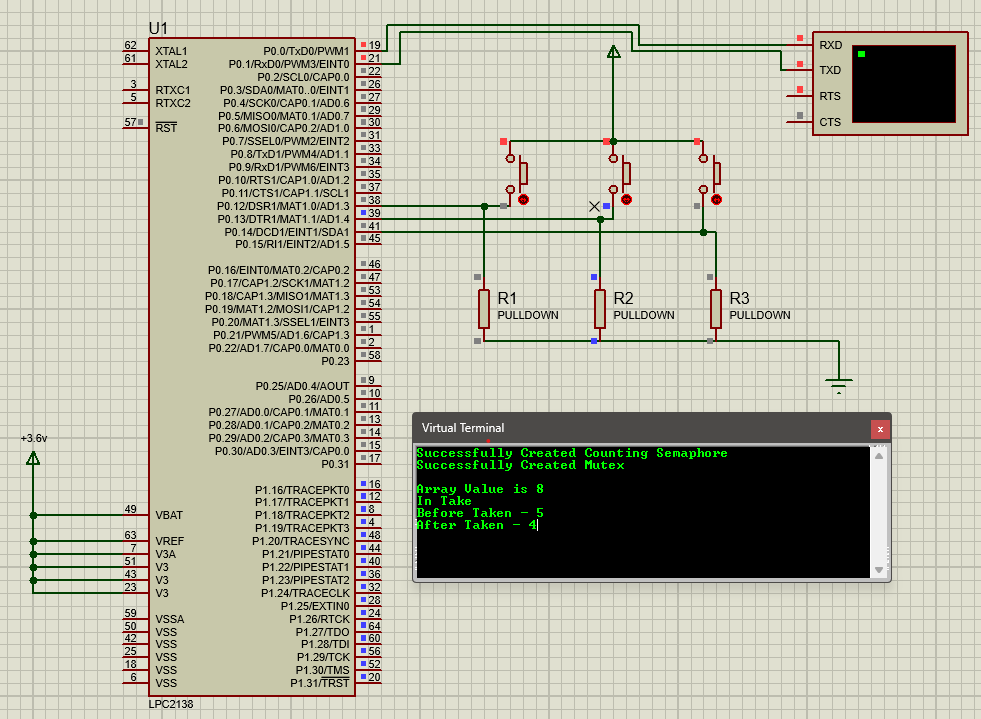 U1
62 XTAL1
61 XTAL2
3 RTXC1
5 RTXC2
57 RST
P0.0/TxD0/PWM1 19
P0.1/RxD0/PWM3/EINT0 21
P0.2/SCL0/CAP0.0 22
P0.3/SDA0/MAT0..0/EINT1 26
P0.4/SCK0/CAP0.1/AD0.6 27
P0.5/MISO0/MAT0.1/AD0.7 29
P0.6/MOSI0/CAP0.2/AD1.0 30
P0.7/SSEL0/PWM2/EINT2 31
P0.8/TxD1/PWM4/AD1.1 33
P0.9/RxD1/PWM6/EINT3 34
P0.10/RTS1/CAP1.0/AD1.2 35
P0.11/CTS1/CAP1.1/SCL1 37
P0.12/DSR1/MAT1.0/AD1.3 38
P0.13/DTR1/MAT1.1/AD1.4 39
P0.14/DCD1/EINT1/SDA1 41
P0.15/RI1/EINT2/AD1.5 45
P0.16/EINT0/MAT0.2/CAP0.2 46
P0.17/CAP1.2/SCK1/MAT1.2 47
P0.18/CAP1.3/MISO1/MAT1.3 53
P0.19/MAT1.2/MOSI1/CAP1.2 54
P0.20/MAT1.3/SSEL1/EINT3 55
P0.21/PWM5/AD1.6/CAP1.3 1
P0.22/AD1.7/CAP0.0/MAT0.0 2
P0.23 58
P0.25/AD0.4/AOUT 9
P0.26/AD0.5 10
P0.27/AD0.0/CAP0.1/MAT0.1 11
P0.28/AD0.1/CAP0.2/MAT0.2 13
P0.29/AD0.2/CAP0.3/MAT0.3 14
P0.30/AD0.3/EINT3/CAP0.0 15
P0.31 17
P1.16/TRACEPKT0 16
P1.17/TRACEPKT1 12
P1.18/TRACEPKT2 8
P1.19/TRACEPKT3 4
P1.20/TRACESYNC 48
P1.21/PIPESTAT0 44
P1.22/PIPESTAT1 40
P1.23/PIPESTAT2 36
P1.24/TRACECLK 32
P1.25/EXTIN0 28
P1.26/RTCK 24
P1.27/TDO 64
P1.28/TDI 60
P1.29/TCK 56
P1.30/TMS 52
P1.31/TRST 20
+3.6v
49 VBAT
63 VREF
7 V3A
51 V3
43 V3
23 V3
59 VSSA
50 VSS
42 VSS
25 VSS
18 VSS
6 VSS
LPC2138
RXD
TXD
RTS
CTS
R1
PULLDOWN
R2
PULLDOWN
R3
PULLDOWN
Virtual Terminal
x
Successfully Created Counting Semaphore
Successfully Created Mutex
Array Value is 8
In Take
Before Taken - 5
After Taken - 4